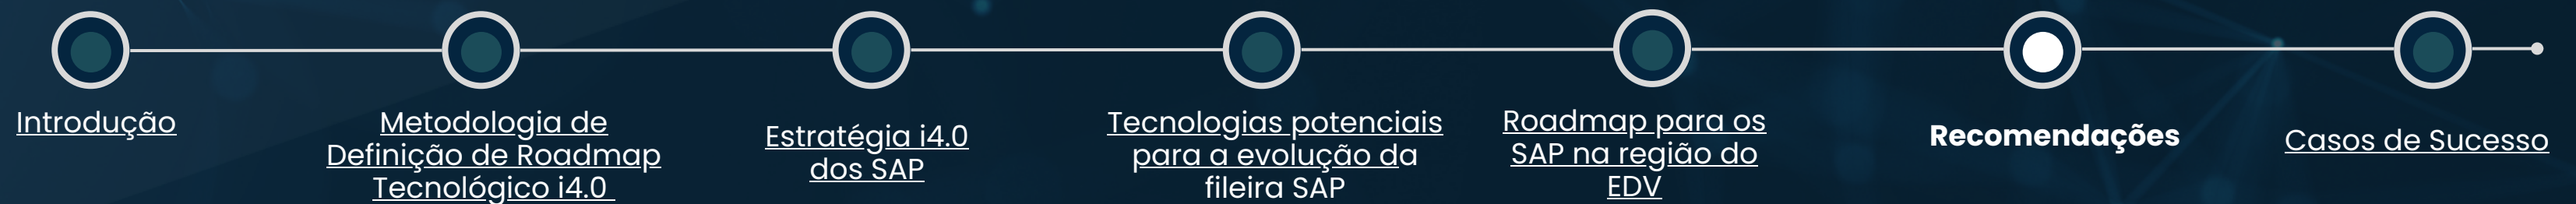 Introdução
Metodologia de
Definição de Roadmap
Tecnológico i4.0
Estratégia i4.0
dos SAP
Tecnologias potenciais
para a evolução da
fileira SAP
Roadmap para os
SAP na região do
EDV
Recomendações
Casos de Sucesso